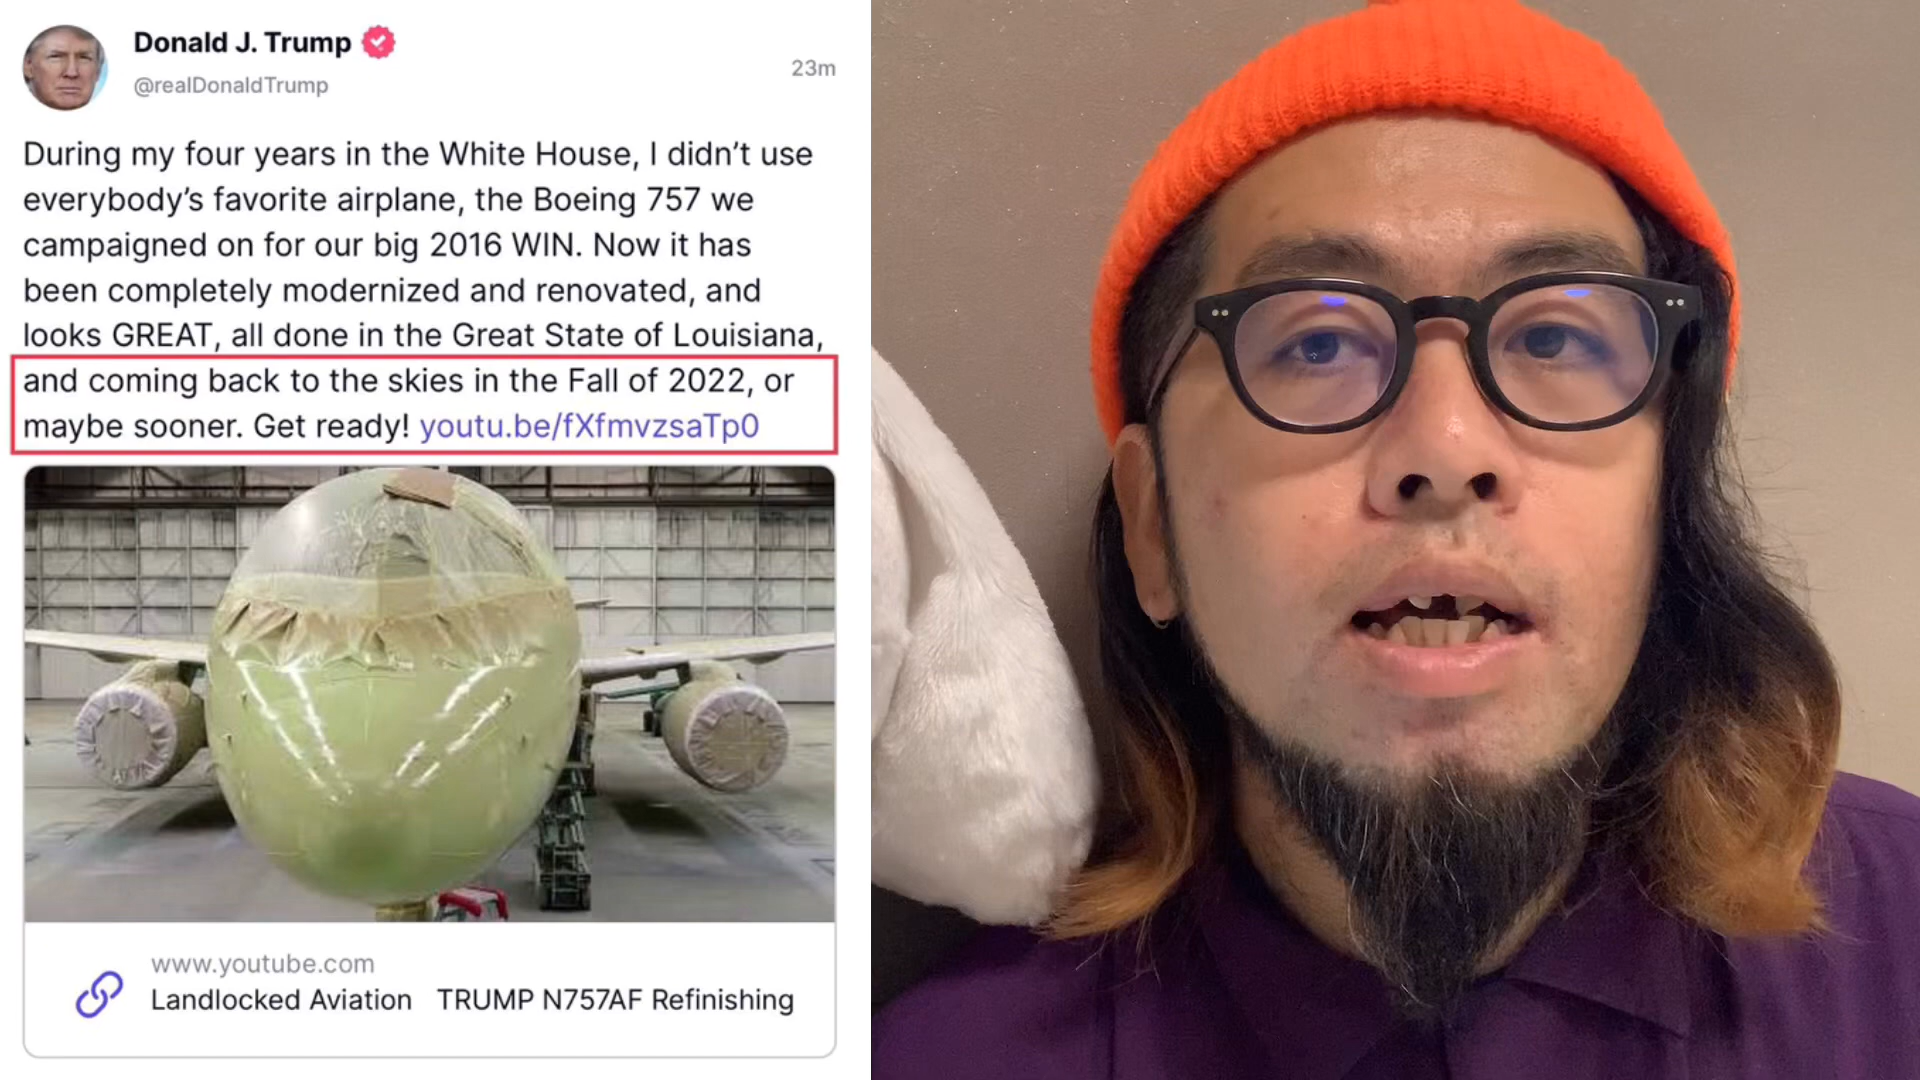 Donald J. Trump
@realDonaldTrump
23m
During my four years in the White House, I didn’t use
everybody’s favorite airplane, the Boeing 757 we
campaigned on for our big 2016 WIN. Now it has
been completely modernized and renovated, and
looks GREAT, all done in the Great State of Louisiana,
and coming back to the skies in the Fall of 2022, or
maybe sooner. Get ready! youtu.be/fXfmvzsaTp0
www.youtube.com
Landlocked Aviation TRUMP N757AF Refinishing